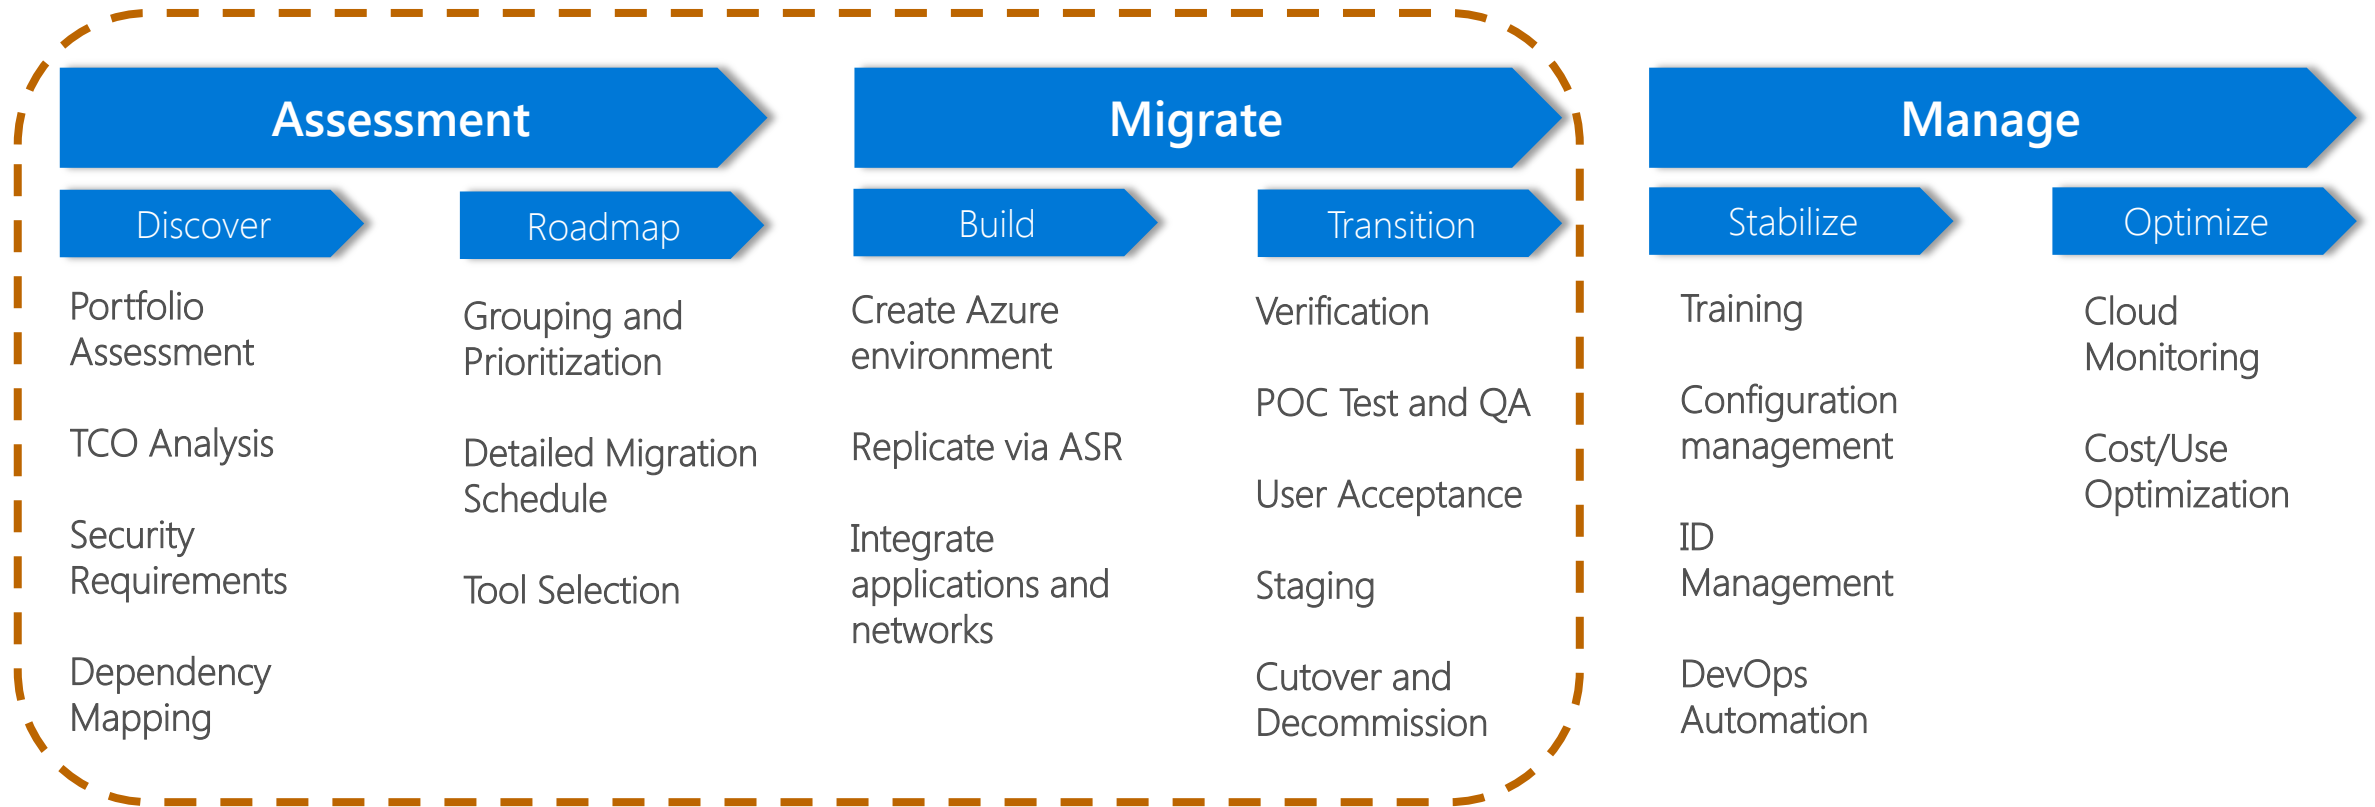 Assessment
Migrate
Manage
Discover
Roadmap
Build
Transition
Stabilize
Optimize
Portfolio
Assessment
TCO Analysis
Security
Requirements
Dependency
Mapping
Grouping and
Prioritization
Detailed Migration
Schedule
Tool Selection
Create Azure
environment
Replicate via ASR
Integrate
applications and
networks
Verification
POC Test and QA
User Acceptance
Staging
Cutover and
Decommission
Training
Configuration
management
ID
Management
DevOps
Automation
Cloud
Monitoring
Cost/Use
Optimization